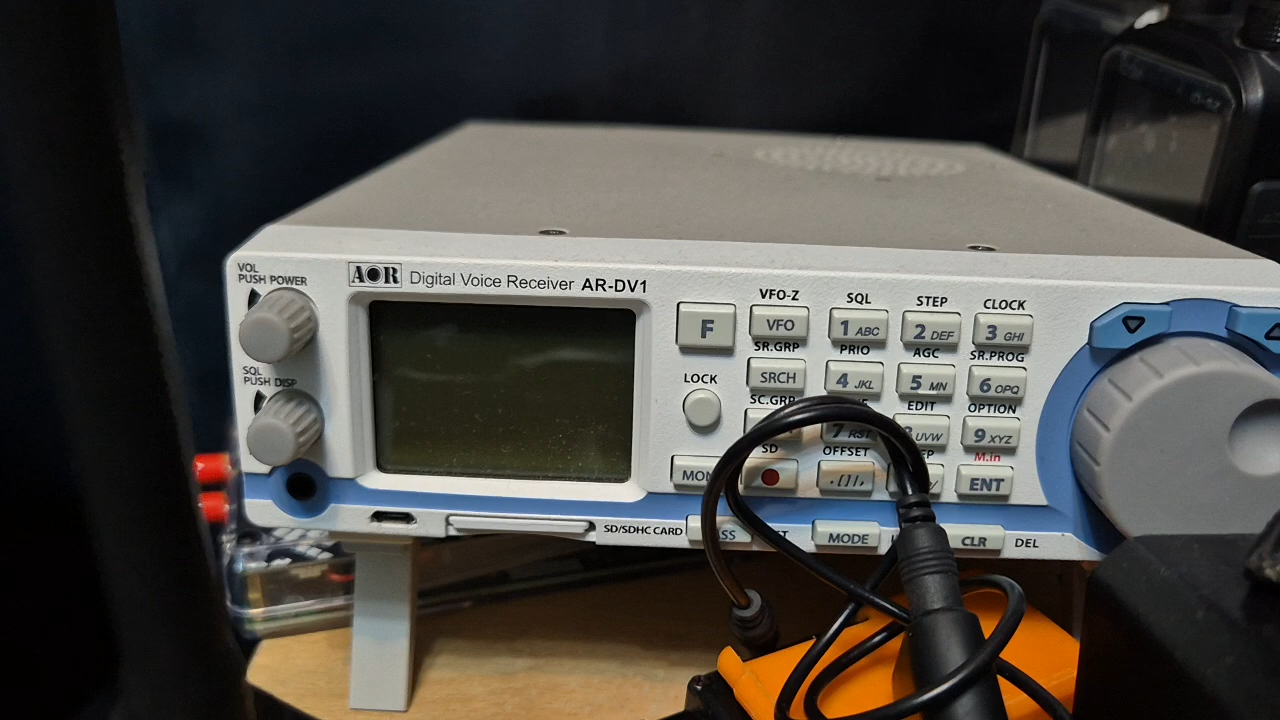 VOL
PUSH POWER
AOR Digital Voice Receiver AR-DV1
SQL
PUSH DISP
F
LOCK
VFO-Z SQL STEP CLOCK
VFO 1 ABC 2 DEF 3 GHI
SR.GRP PRIO AGC SR.PROG
SRCH 4 JKL 5 MN 6 OPQ
SC.GRP EDIT OPTION
7 RST UVW 9 XYZ
SD OFFSET M.in
ENT
SD/SDHC CARD MODE CLR DEL